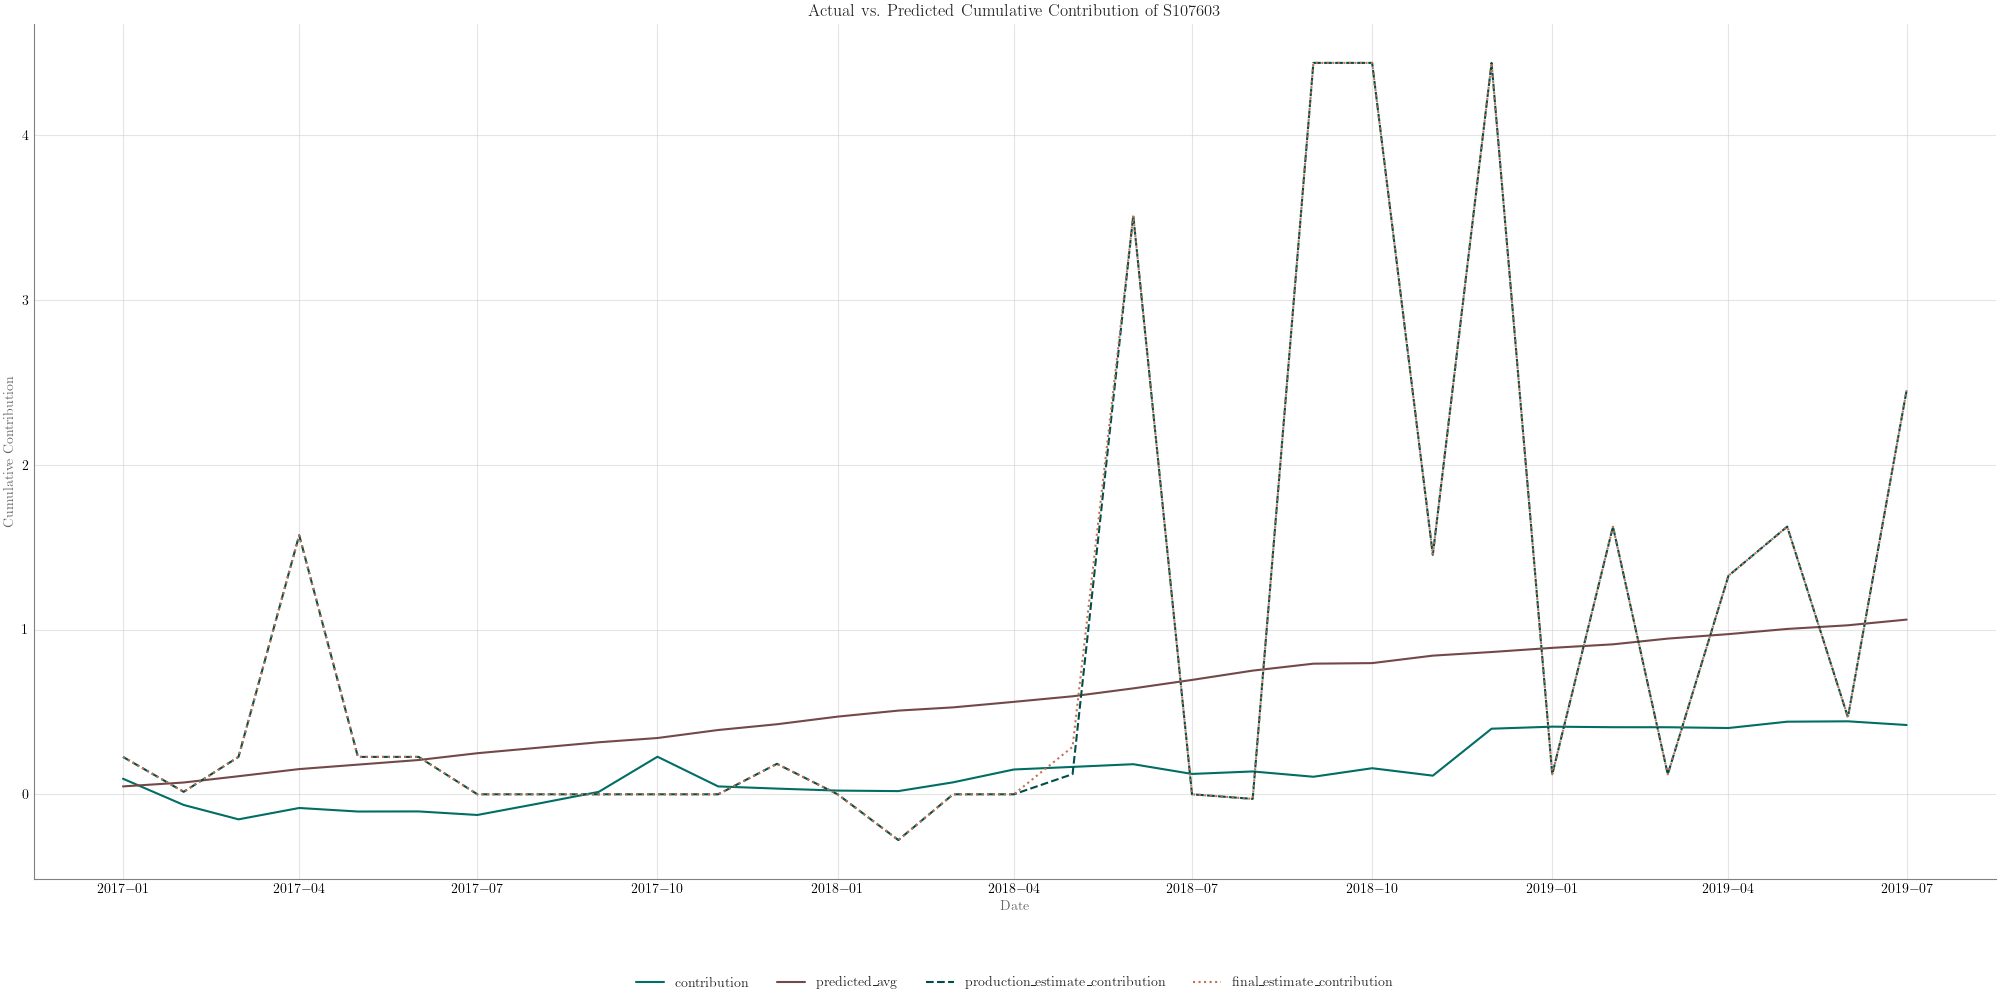 Actual vs. Predicted Cumulative Contribution of S107603
Cumulative Contribution
4
3
2
1
0
2017−01 2017−04 2017−07 2017−10 2018−01 2018−04 2018−07 2018−10 2019−01 2019−04 2019−07
Date
contribution predicted_avg production_estimate_contribution final_estimate_contribution